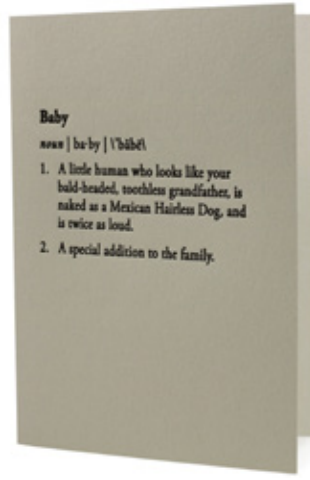 Baby
noun | ba·by | \'bābē\
1. A little human who looks like your
bald-headed, toothless grandfather, is
naked as a Mexican Hairless Dog, and
is twice as loud.
2. A special addition to the family.